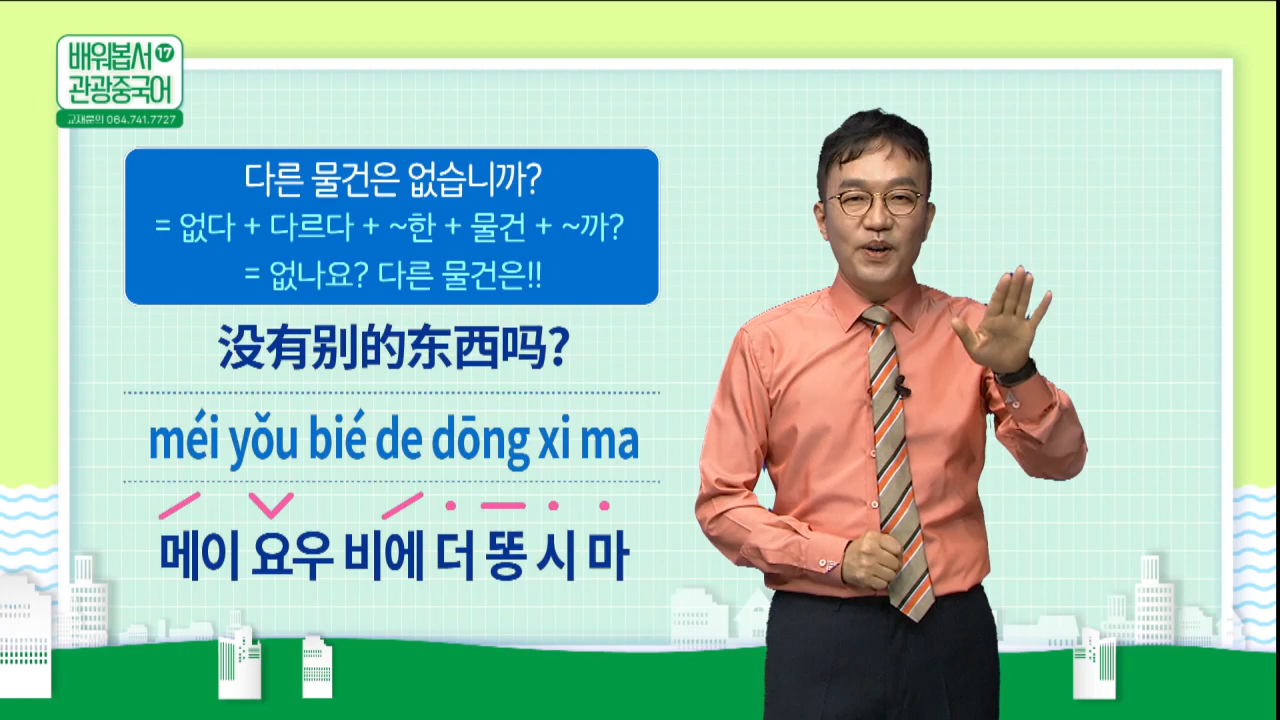 배워봅서 17
관광중국어
교재문의 064.741.7727
다른 물건은 없습니까?
= 없다 + 다르다 + ~한 + 물건 + ~까?
= 없나요? 다른 물건은!!
没有别的东西吗?
méi yǒu bié de dōng xi ma
메이 요우 비에 더 똥 시 마